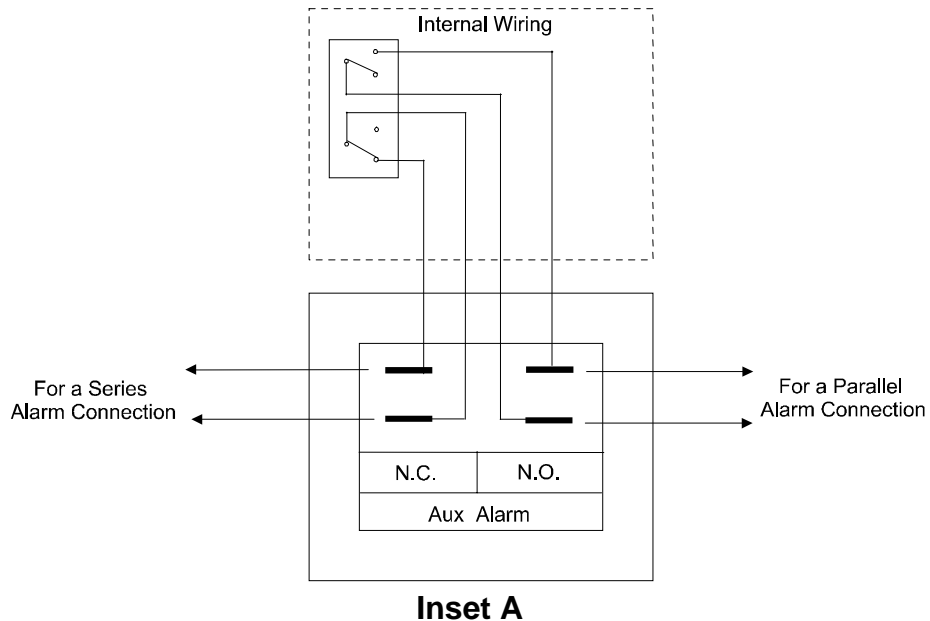 Internal Wiring
For a Series
Alarm Connection
For a Parallel
Alarm Connection
N.C.
N.O.
Aux Alarm
Inset A